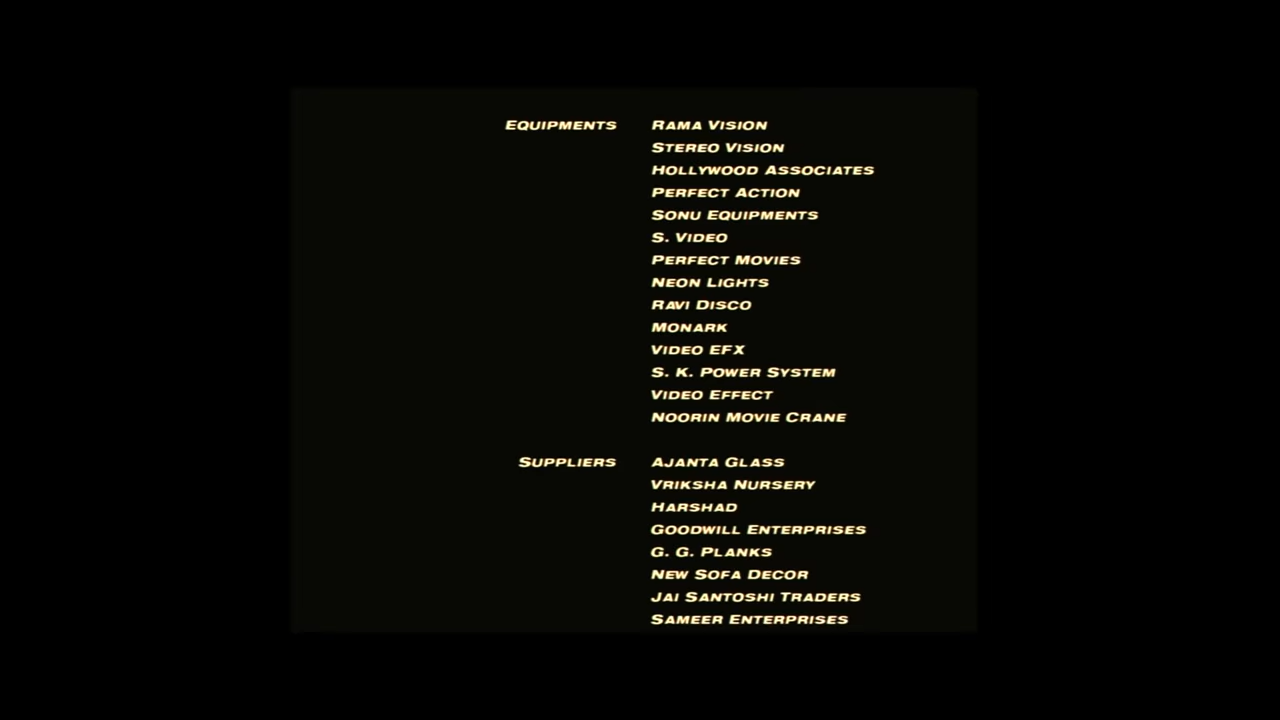 EQUIPMENTS RAMA VISION
STEREO VISION
HOLLYWOOD ASSOCIATES
PERFECT ACTION
SONU EQUIPMENTS
S. VIDEO
PERFECT MOVIES
NEON LIGHTS
RAVI DISCO
MONARK
VIDEO EFX
S. K. POWER SYSTEM
VIDEO EFFECT
NOORIN MOVIE CRANE
SUPPLIERS AJANTA GLASS
VRIKSHA NURSERY
HARSHAD
GOODWILL ENTERPRISES
G. G. PLANKS
NEW SOFA DECOR
JAI SANTOSHI TRADERS
SAMEER ENTERPRISES